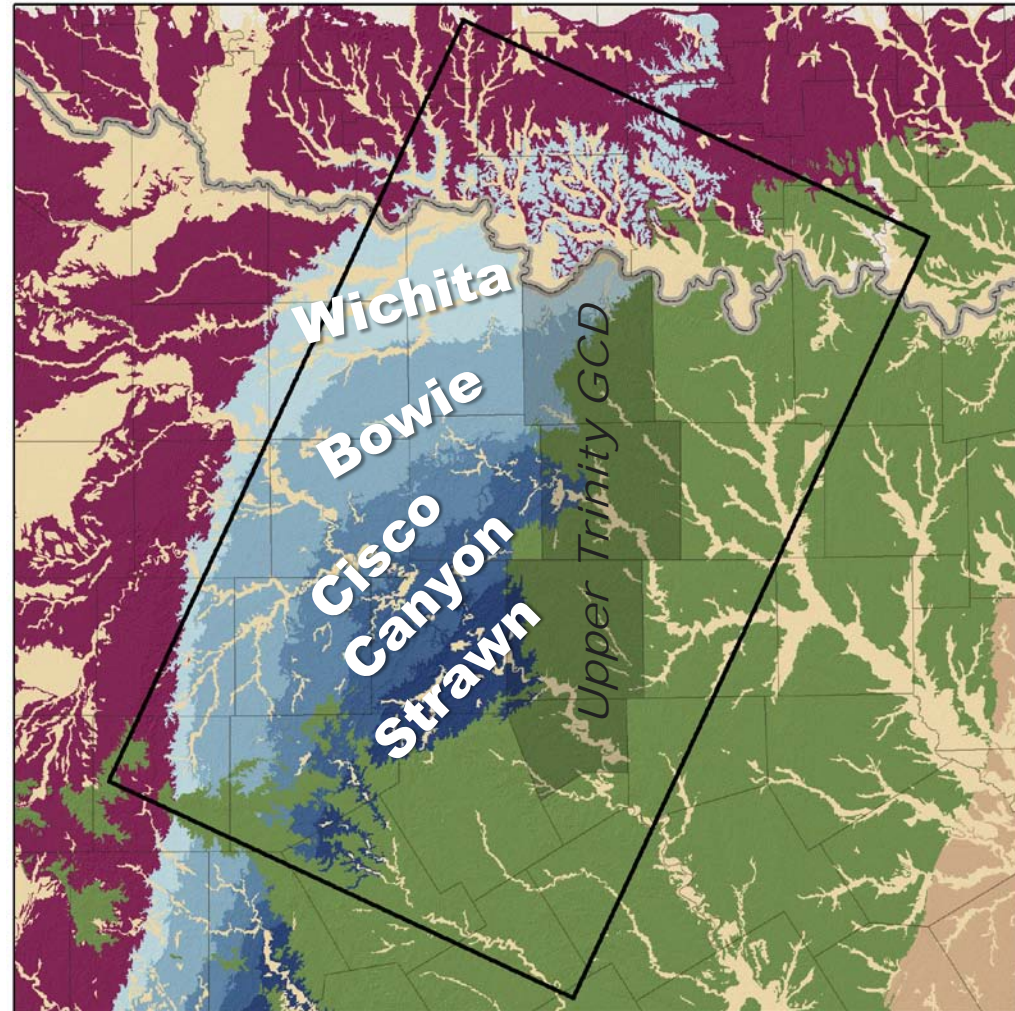 Wichita
Bowie
Cisco
Canyon
Strawn
Upper Trinity GCD